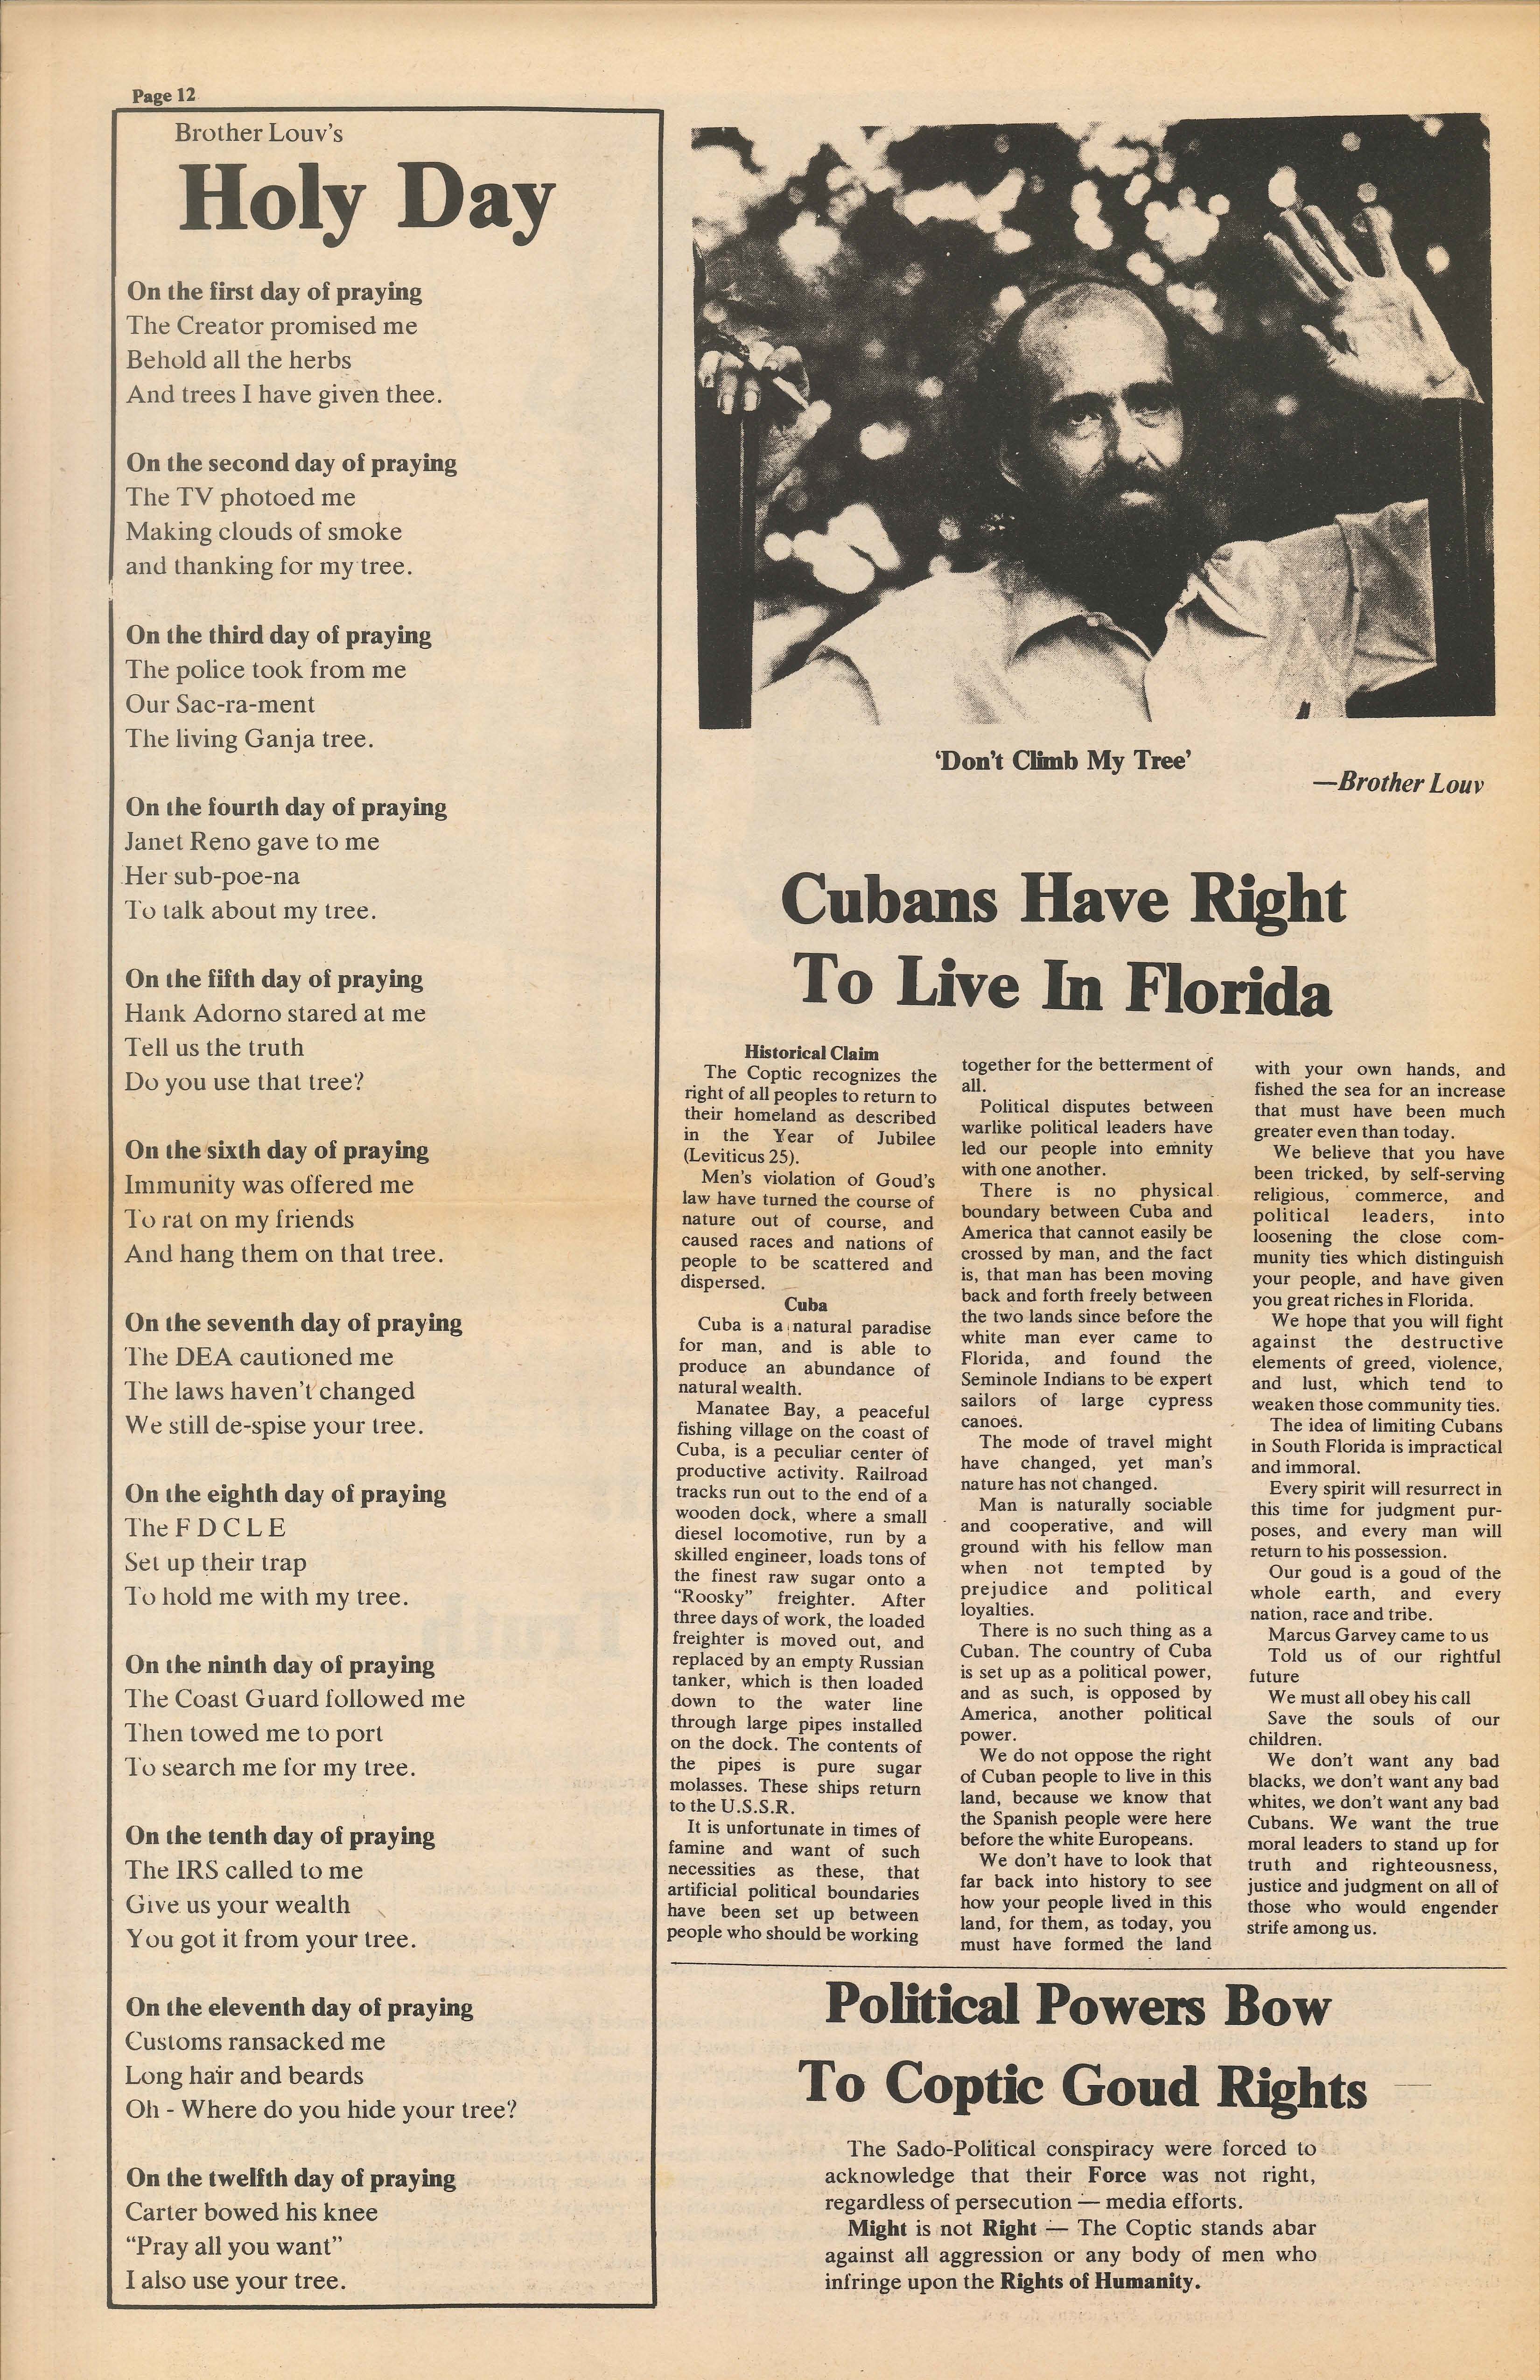 Page 12
Brother Louv's
Holy Day
On the first day of praying
The Creator promised me
Behold all the herbs
And trees I have given thee.
On the second day of praying
The TV photoed me
Making clouds of smoke
and thanking for my tree.
On the third day of praying
The police took from me
Our Sac-ra-ment
The living Ganja tree.
On the fourth day of praying
Janet Reno gave to me
Her sub-poe-na
To talk about my tree.
On the fifth day of praying
Hank Adorno stared at me
Tell us the truth
Do you use that tree?
On the sixth day of praying
Immunity was offered me
To rat on my friends
And hang them on that tree.
On the seventh day of praying
The DEA cautioned me
The laws haven't changed
We still de-spise your tree.
On the eighth day of praying
The F D C L E
Set up their trap
To hold me with my tree.
On the ninth day of praying
The Coast Guard followed me
Then towed me to port
To search me for my tree.
On the tenth day of praying
The IRS called to me
Give us your wealth
You got it from your tree.
On the eleventh day of praying
Customs ransacked me
Long hair and beards
Oh - Where do you hide your tree?
On the twelfth day of praying
Carter bowed his knee
“Pray all you want”
I also use your tree.
‘Don't Climb My Tree’
—Brother Louv
Cubans Have Right
To Live In Florida
Historical Claim
The Coptic recognizes the
right of all peoples to return to
their homeland as described
in the Year of Jubilee
(Leviticus 25).
Men's violation of Goud's
law have turned the course of
nature out of course, and
caused races and nations of
people to be scattered and
dispersed.
Cuba
Cuba is a natural paradise
for man, and is able to
produce an abundance of
natural wealth.
Manatee Bay, a peaceful
fishing village on the coast of
Cuba, is a peculiar center of
productive activity. Railroad
tracks run out to the end of a
wooden dock, where a small
diesel locomotive, run by a
skilled engineer, loads tons of
the finest raw sugar onto a
“Roosky” freighter. After
three days of work, the loaded
freighter is moved out, and
replaced by an empty Russian
tanker, which is then loaded
down to the water line
through large pipes installed
on the dock. The contents of
the pipes is pure sugar
molasses. These ships return
to the U.S.S.R.
It is unfortunate in times of
famine and want of such
necessities as these, that
artificial political boundaries
have been set up between
people who should be working
together for the betterment of
all.
Political disputes between
warlike political leaders have
led our people into emnity
with one another.
There is no physical
boundary between Cuba and
America that cannot easily be
crossed by man, and the fact
is, that man has been moving
back and forth freely between
the two lands since before the
white man ever came to
Florida, and found the
Seminole Indians to be expert
sailors of large cypress
canoes.
The mode of travel might
have changed, yet man's
nature has not changed.
Man is naturally sociable
and cooperative, and will
ground with his fellow man
when not tempted by
prejudice and political
loyalties.
There is no such thing as a
Cuban. The country of Cuba
is set up as a political power,
and as such, is opposed by
America, another political
power.
We do not oppose the right
of Cuban people to live in this
land, because we know that
the Spanish people were here
before the white Europeans.
We don't have to look that
far back into history to see
how your people lived in this
land, for them, as today, you
must have formed the land
with your own hands, and
fished the sea for an increase
that must have been much
greater even than today.
We believe that you have
been tricked, by self-serving
religious, commerce, and
political leaders, into
loosening the close com-
munity ties which distinguish
your people, and have given
you great riches in Florida.
We hope that you will fight
against the destructive
elements of greed, violence,
and lust, which tend to
weaken those community ties.
The idea of limiting Cubans
in South Florida is impractical
and immoral.
Every spirit will resurrect in
this time for judgment pur-
poses, and every man will
return to his possession.
Our goud is a goud of the
whole earth, and every
nation, race and tribe.
Marcus Garvey came to us
Told us of our rightful
future
We must all obey his call
Save the souls of our
children.
We don't want any bad
blacks, we don't want any bad
whites, we don't want any bad
Cubans. We want the true
moral leaders to stand up for
truth and righteousness,
justice and judgment on all of
those who would engender
strife among us.
Political Powers Bow
To Coptic Goud Rights
The Sado-Political conspiracy were forced to
acknowledge that their Force was not right,
regardless of persecution — media efforts.
Might is not Right — The Coptic stands abar
against all aggression or any body of men who
infringe upon the Rights of Humanity.